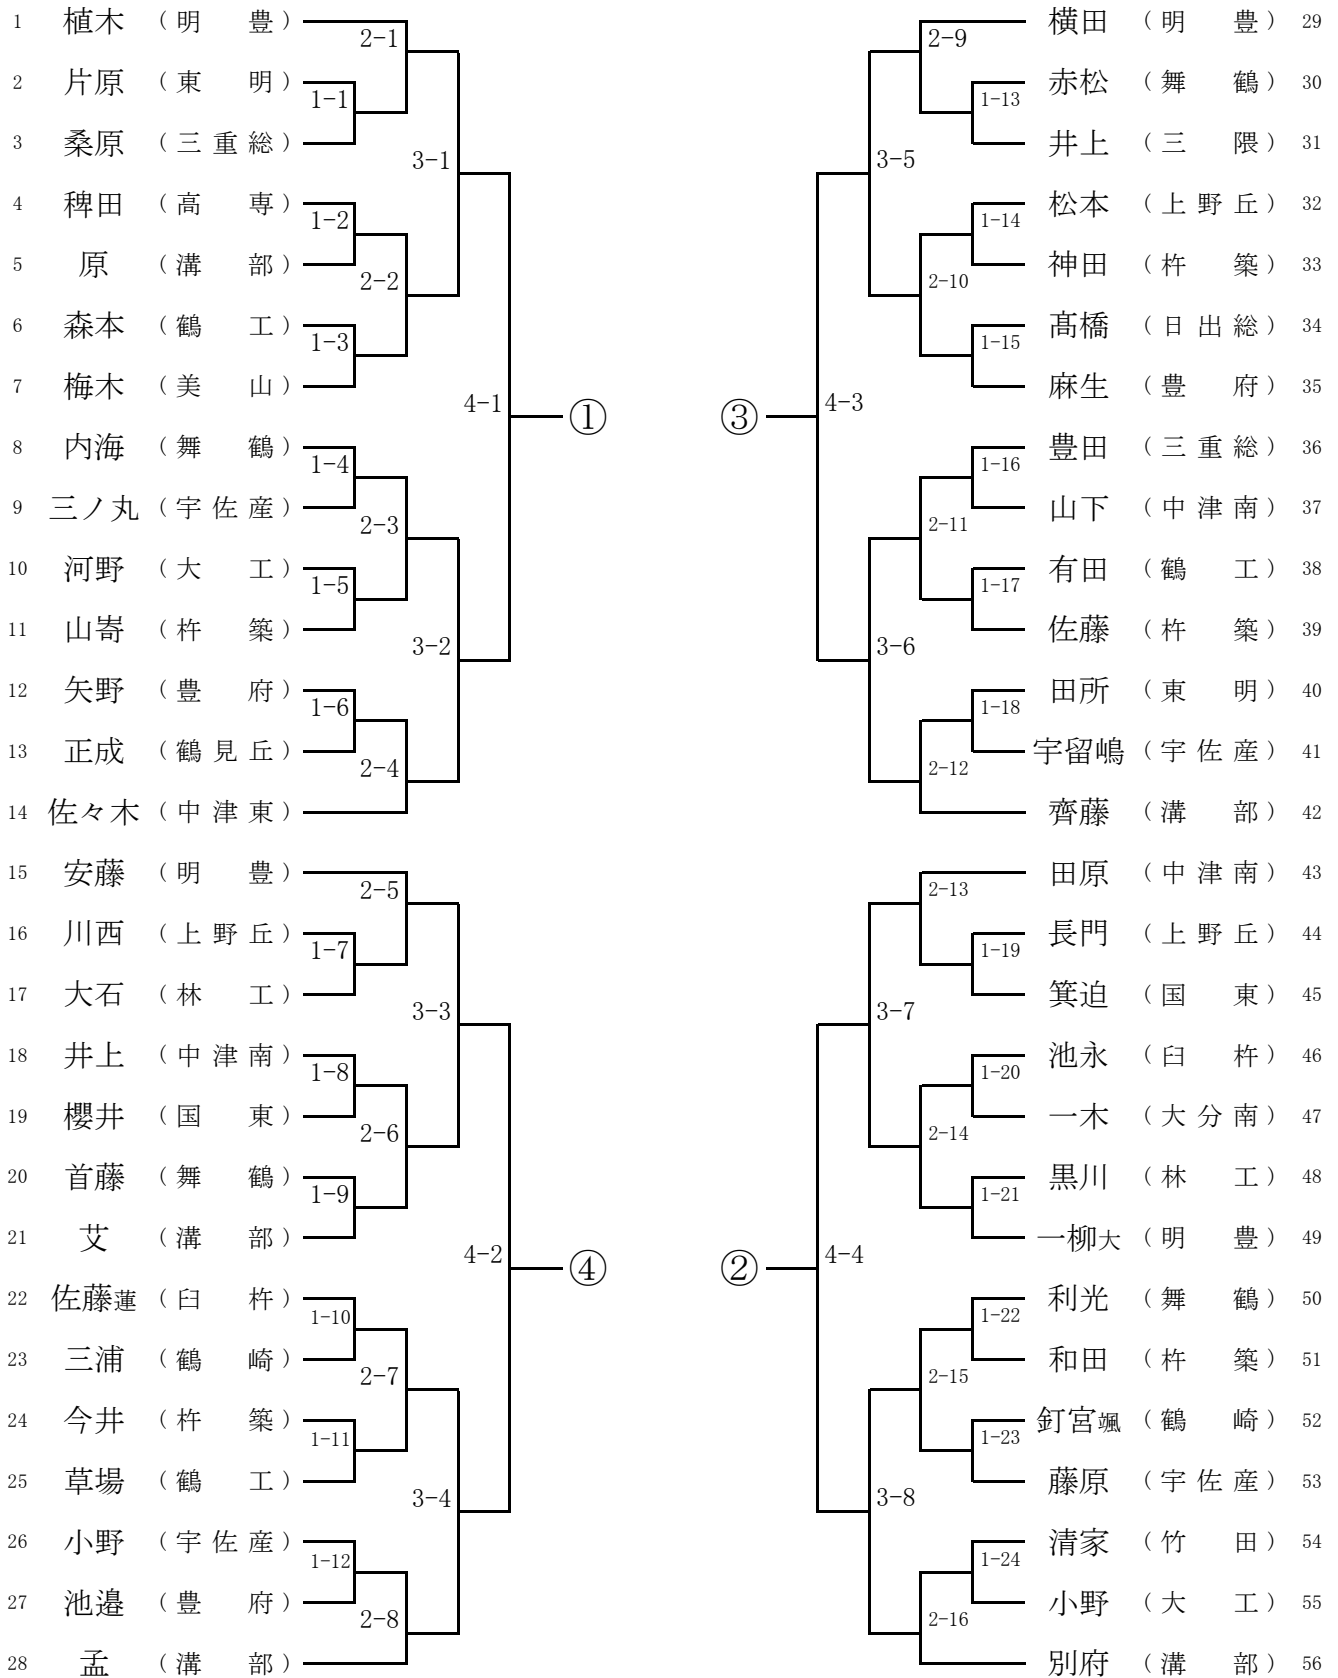 1 植木 （明 豊）
2-1
2 片原 （東 明）
1-1
3 桑原 （三重総）
3-1
4 稗田 （高 専）
1-2
5 原 （溝 部）
2-2
6 森本 （鶴 工）
1-3
7 梅木 （美 山）
4-1 ①
8 内海 （舞 鶴）
1-4
9 三ノ丸 （宇佐産）
2-3
10 河野 （大 工）
1-5
11 山嵜 （杵 築）
3-2
12 矢野 （豊 府）
1-6
13 正成 （鶴見丘）
2-4
14 佐々木 （中津東）
15 安藤 （明 豊）
2-5
16 川西 （上野丘）
1-7
17 大石 （林 工）
3-3
18 井上 （中津南）
1-8
19 櫻井 （国 東）
2-6
20 首藤 （舞 鶴）
1-9
21 艾 （溝 部）
4-2 ④
22 佐藤蓮 （臼 杵）
1-10
23 三浦 （鶴 崎）
2-7
24 今井 （杵 築）
1-11
25 草場 （鶴 工）
3-4
26 小野 （宇佐産）
1-12
27 池邉 （豊 府）
2-8
28 孟 （溝 部）
横田 （明 豊） 29
2-9
赤松 （舞 鶴） 30
1-13
井上 （三 隈） 31
3-5
松本 （上野丘） 32
1-14
神田 （杵 築） 33
2-10
髙橋 （日出総） 34
1-15
麻生 （豊 府） 35
③ 4-3
豊田 （三重総） 36
1-16
山下 （中津南） 37
2-11
有田 （鶴 工） 38
1-17
佐藤 （杵 築） 39
3-6
田所 （東 明） 40
1-18
宇留嶋 （宇佐産） 41
2-12
齊藤 （溝 部） 42
田原 （中津南） 43
2-13
長門 （上野丘） 44
1-19
箕迫 （国 東） 45
3-7
池永 （臼 杵） 46
1-20
一木 （大分南） 47
2-14
黒川 （林 工） 48
1-21
一柳大 （明 豊） 49
② 4-4
利光 （舞 鶴） 50
1-22
和田 （杵 築） 51
2-15
釘宮颯 （鶴 崎） 52
1-23
藤原 （宇佐産） 53
3-8
清家 （竹 田） 54
1-24
小野 （大 工） 55
2-16
別府 （溝 部） 56